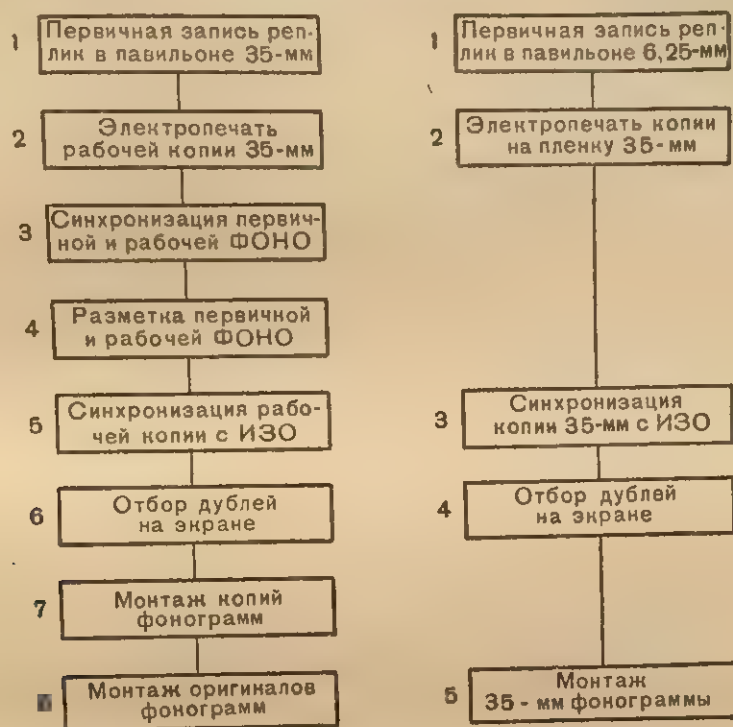 1 Первичная запись реп-
лик в павильоне 35-мм
2 Электропечать
рабочей копии 35-мм
3 Синхронизация первич-
ной и рабочей ФОНО
4 Разметка первичной
и рабочей ФОНО
5 Синхронизация рабо-
чей копии с ИЗО
6 Отбор дублей
на экране
7 Монтаж копий
фонограмм
Монтаж оригиналов
фонограмм
1 Первичная запись реп-
лик в павильоне 6,25-мм
2 Электропечать копии
на пленку 35-мм
3 Синхронизация
копии 35-мм с ИЗО
4 Отбор дублей
на экране
5 Монтаж
35 - мм фонограммы